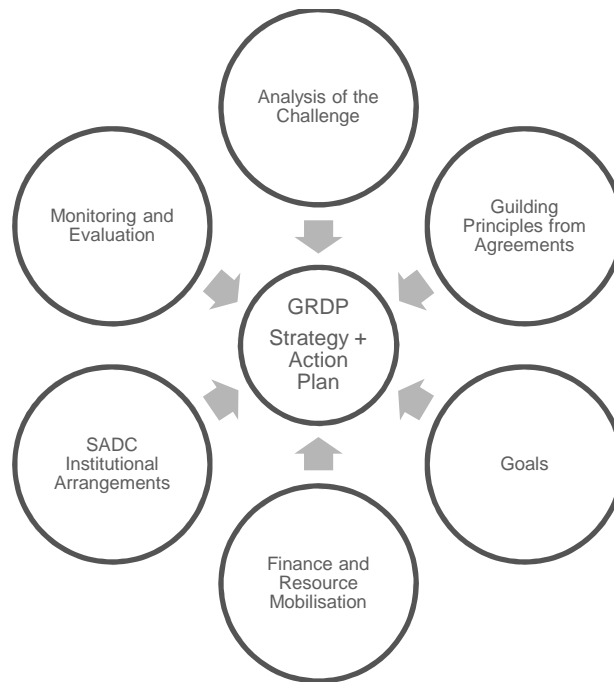 Analysis of the
Challenge
Monitoring and
Evaluation
Guilding
Principles from
Agreements
GRDP
Strategy +
Action
Plan
SADC
Institutional
Arrangements
Goals
Finance and
Resource
Mobilisation